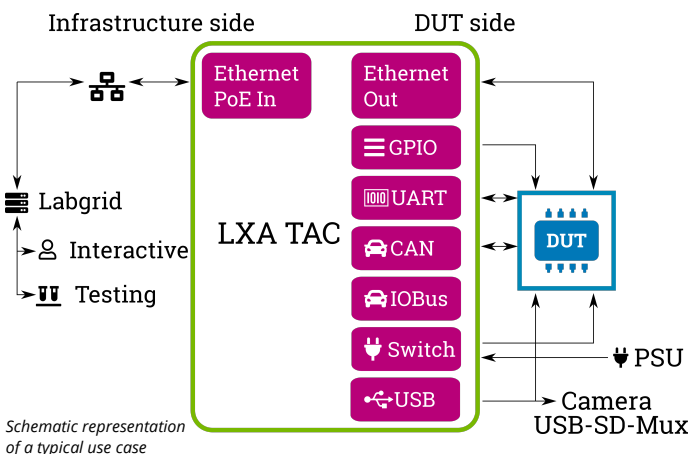 Infrastructure side
DUT side
Ethernet
PoE In
Ethernet
Out
GPIO
IOIO UART
Labgrid
LXA TAC
DUT
Interactive
CAN
Testing
IOBus
Switch
PSU
USB
Camera
USB-SD-Mux
Schematic representation
of a typical use case